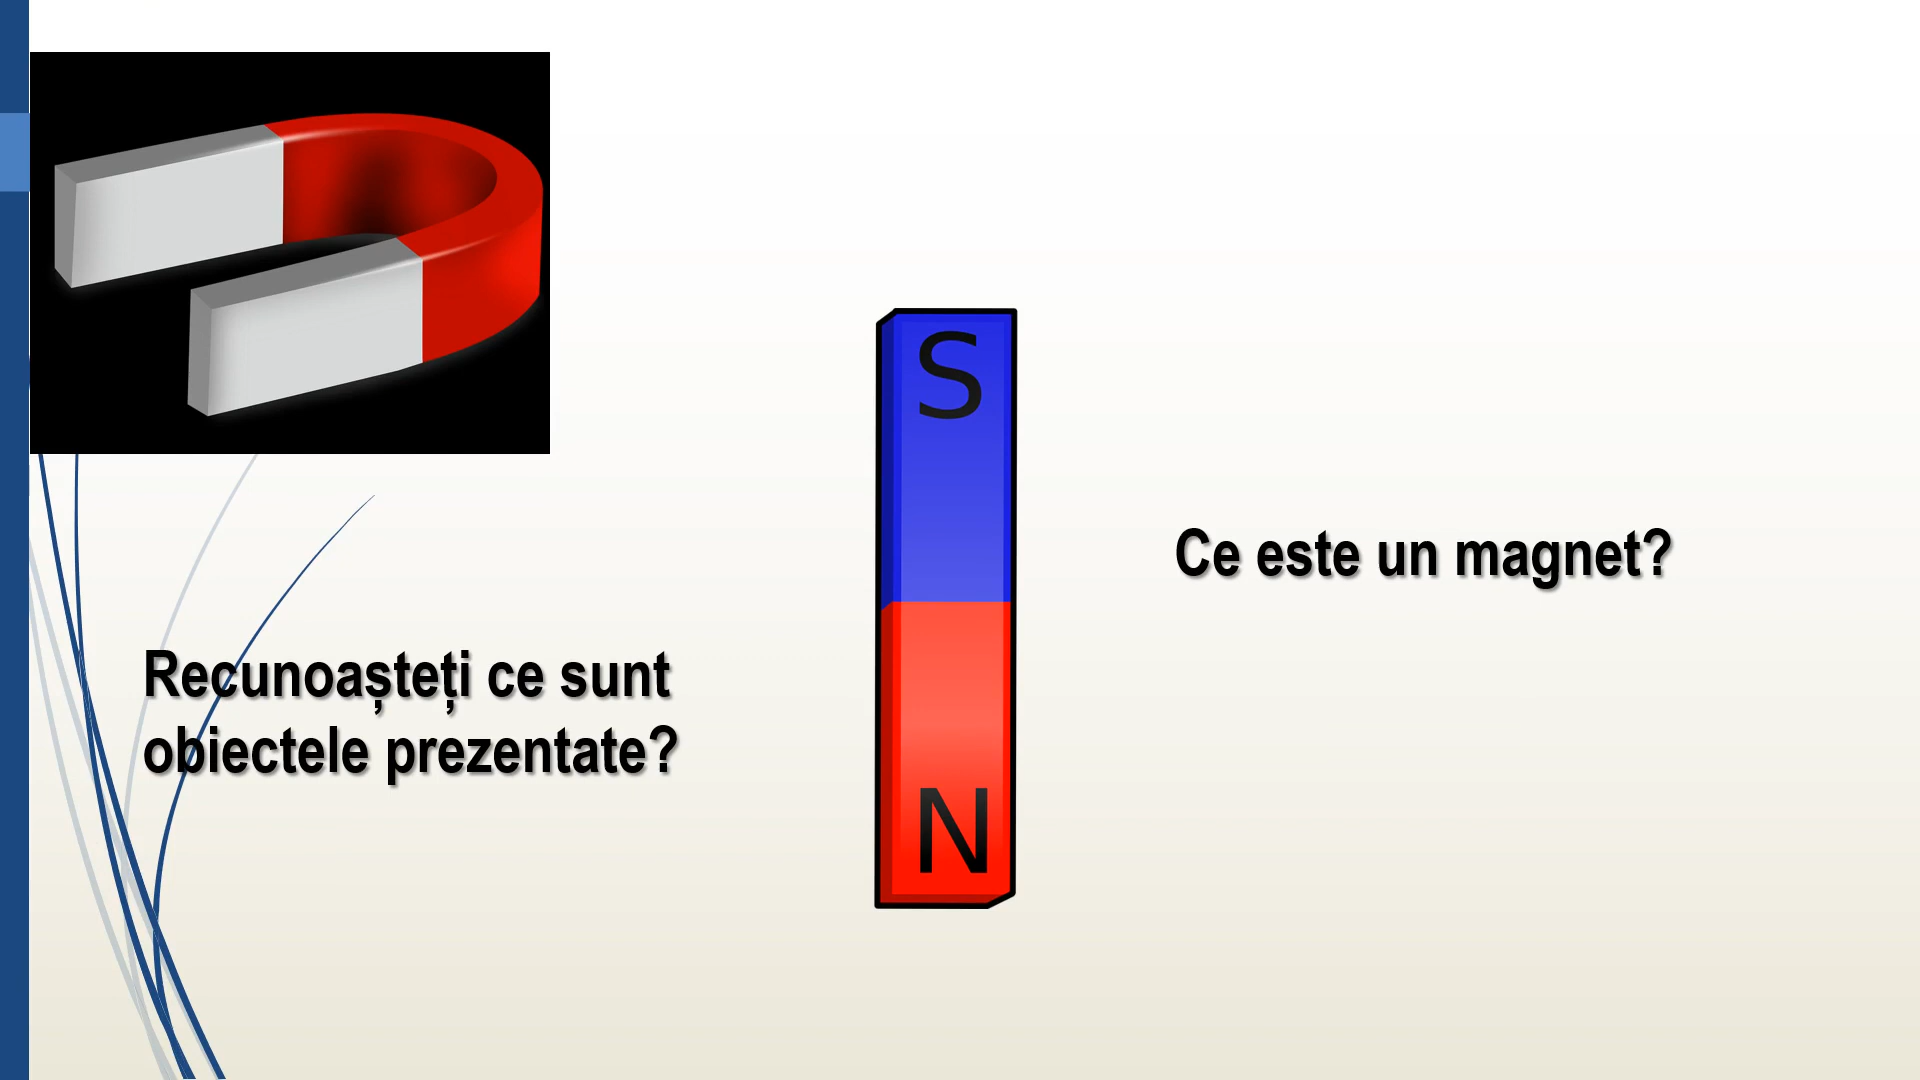 S
N
Ce este un magnet?
Recunoașteți ce sunt
obiectele prezentate?